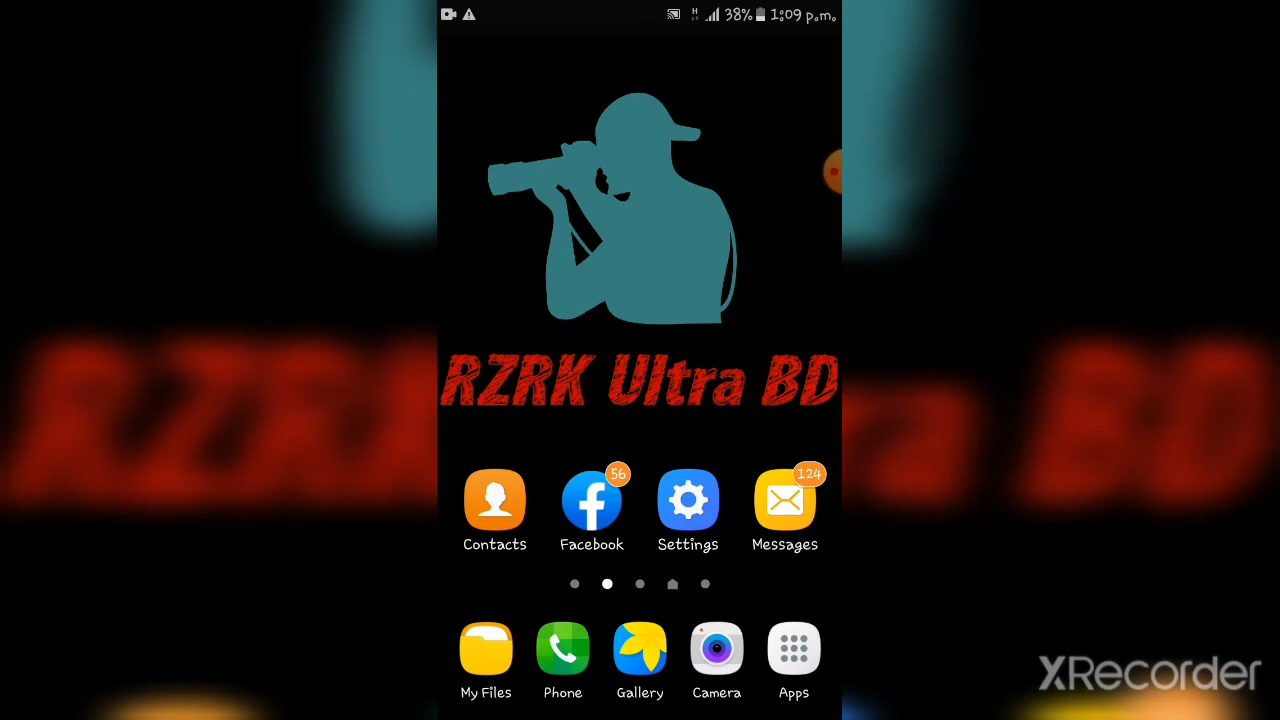 H 38% 1:09 p.m.
RZRK Ultra BD
56
124
Contacts Facebook Settings Messages
My Files Phone Gallery Camera Apps
XRecorder